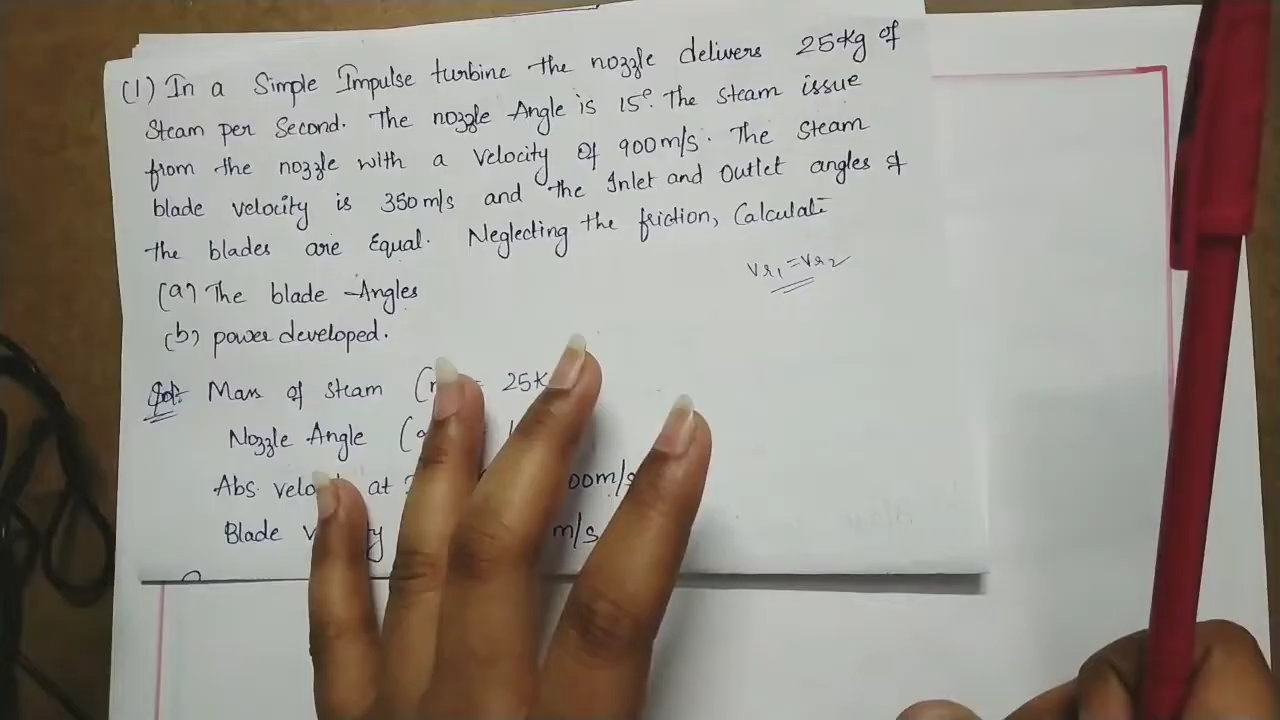 (1) In a Simple Impulse turbine the nozzle delivers 25Kg of
Steam per Second. The nozzle Angle is 15°. The Steam issue
from the nozzle with a Velocity of 900m/s. The Steam
blade velocity is 350m/s and the Inlet and Outlet angles of
the blades are Equal. Neglecting the friction, Calculate
Vr₁ = Vr₂
(a) The blade Angles
(b) power developed.
Sol: Mass of steam 25K
Nozzle Angle
Abs. at 00m/s
Blade m/s